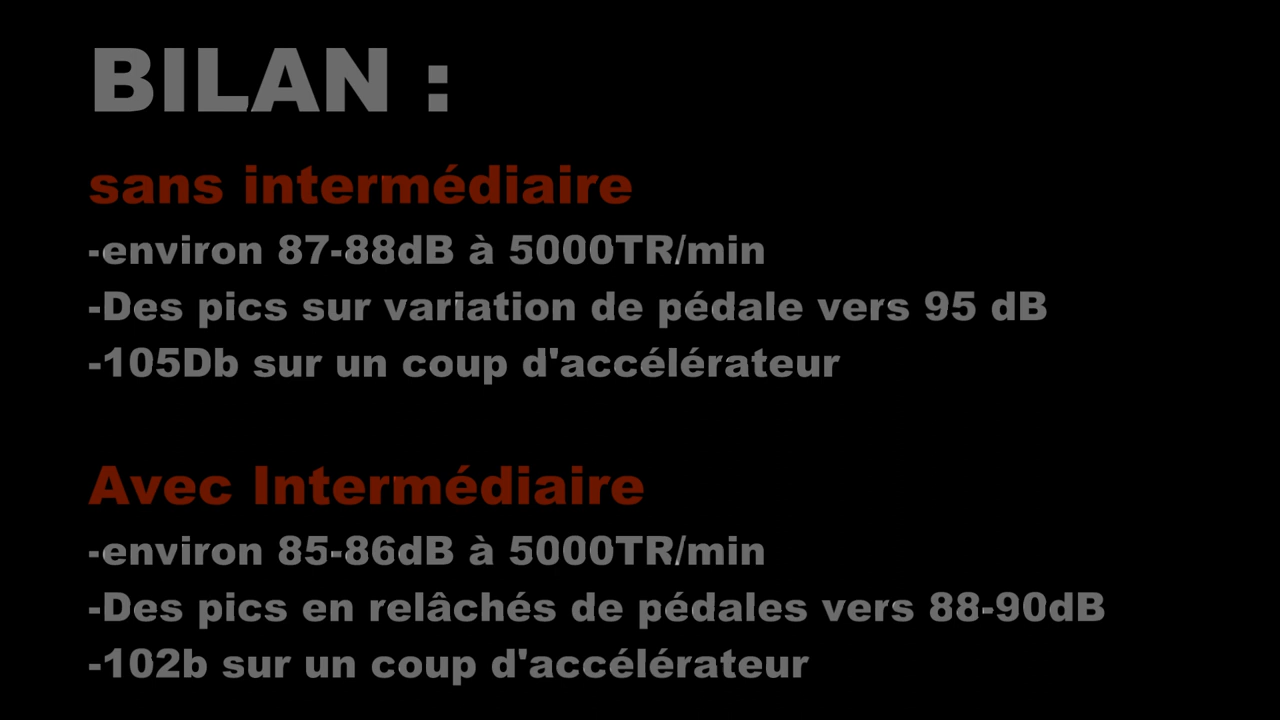 BILAN :
sans intermédiaire
-environ 87-88dB à 5000TR/min
-Des pics sur variation de pédale vers 95 dB
-105Db sur un coup d'accélérateur
Avec Intermédiaire
-environ 85-86dB à 5000TR/min
-Des pics en relâchés de pédales vers 88-90dB
-102b sur un coup d'accélérateur